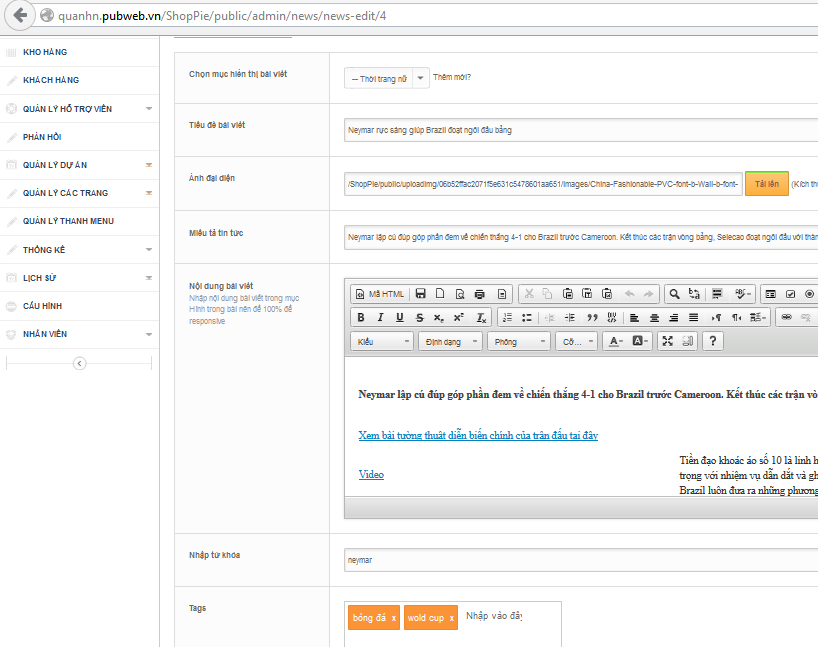 quanhn.pubweb.vn/ShopPie/public/admin/news/news-edit/4
KHO HÀNG
KHÁCH HÀNG
QUẢN LÝ HỖ TRỢ VIÊN
PHẢN HỒI
QUẢN LÝ DỰ ÁN
QUẢN LÝ CÁC TRANG
QUẢN LÝ THANH MENU
THỐNG KÊ
LỊCH SỬ
CẤU HÌNH
NHÂN VIÊN
Chọn mục hiển thị bài viết
-- Thời trang nữ
Thêm mới?
Tiêu đề bài viết
Neymar rực sáng giúp Brazil đoạt ngôi đầu bảng
Ảnh đại diện
/ShopPie/public/uploadimg/06b52ffac2071f5e631c5478601aa651/images/China-Fashionable-PVC-font-b-Wall-b-font-
Tải lên
(Kích th
Miêu tả tin tức
Neymar lập cú đúp góp phần đem về chiến thắng 4-1 cho Brazil trước Cameroon. Kết thúc các trận vòng bảng, Selecao đoạt ngôi đầu với thàn
Nội dung bài viết
Nhập nội dung bài viết trong mục
Hình trong bài nên để 100% để
responsive
Mã HTML
Kiểu
Định dạng
Phông
Cỡ...
Neymar lập cú đúp góp phần đem về chiến thắng 4-1 cho Brazil trước Cameroon. Kết thúc các trận vò
Xem bài tường thuật diễn biến chính của trận đấu tại đây
Video
Tiền đạo khoác áo số 10 là linh h
trọng với nhiệm vụ dẫn dắt và gh
Brazil luôn đưa ra những phương
Nhập từ khóa
neymar
Tags
bóng đá x
wold cup x
Nhập vào đây